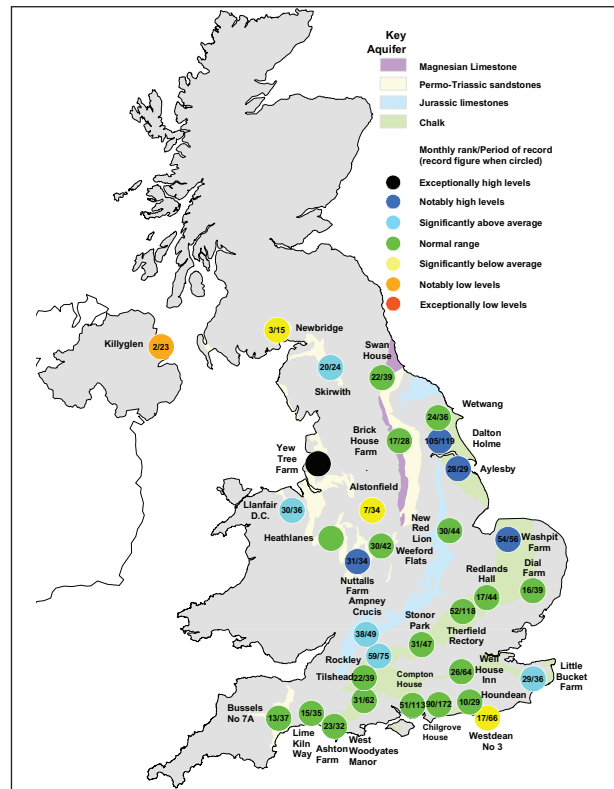 Key
Aquifer
Magnesian Limestone
Permo-Triassic sandstones
Jurassic limestones
Chalk
Monthly rank/Period of record
(record figure when circled)
Exceptionally high levels
Notably high levels
Significantly above average
Normal range
Significantly below average
Notably low levels
Exceptionally low levels
Killyglen
2/23
3/15
Newbridge
20/24
Skirwith
Swan
House
22/39
Wetwang
24/36
Dalton
Holme
105/119
Brick
House
Farm
17/28
Yew
Tree
Farm
28/29
Aylesby
Llanfair
D.C.
30/36
Alstonfield
7/34
Heathlanes
New
Red
Lion
30/44
30/42
Weeford
Flats
54/56
Washpit
Farm
31/34
Nuttalls
Farm
Dial
Farm
16/39
Redlands
Hall
17/44
Ampney
Crucis
38/49
Stonor
Park
31/47
52/118
Therfield
Rectory
Rockley
59/75
Tilshead
22/39
Compton
House
Well
House
Inn
26/64
29/36
Little
Bucket
Farm
Bussels
No 7A
13/37
15/35
Lime
Kiln
Way
23/32
Ashton
Farm
31/62
West
Woodyates
Manor
51/113
90/172
Chilgrove
House
10/29
Houndean
17/66
Westdean
No 3